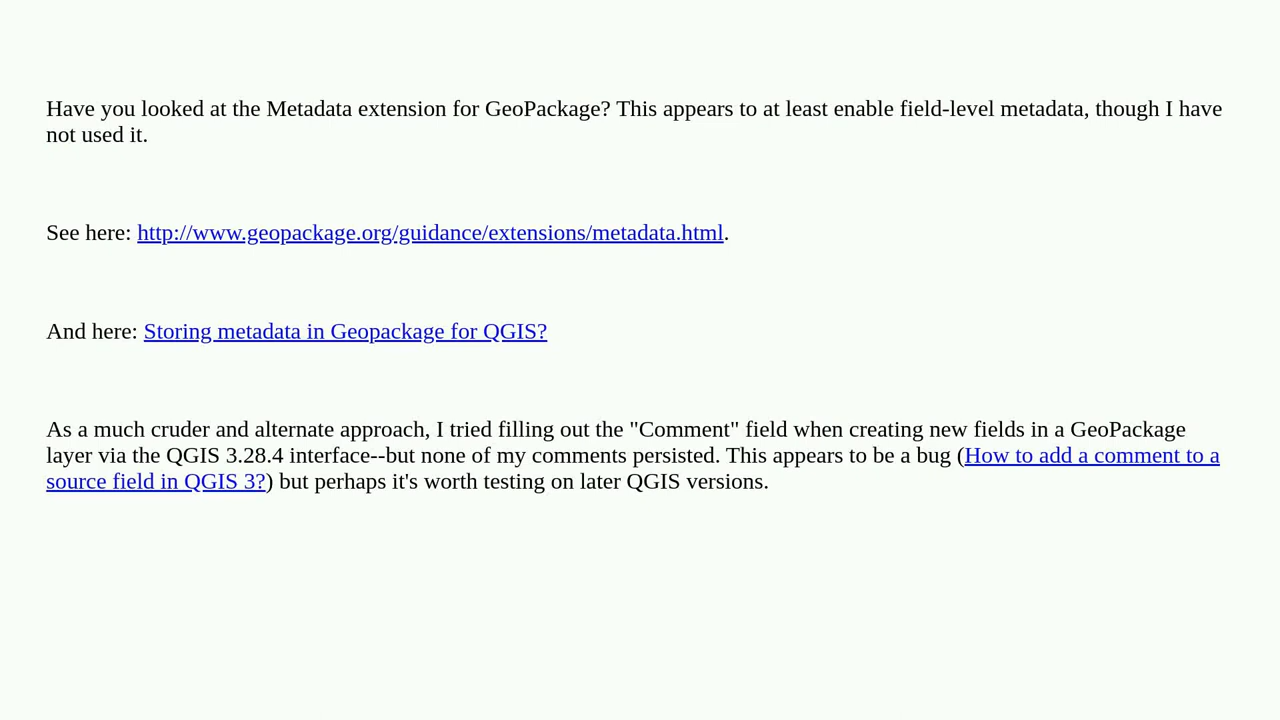 Have you looked at the Metadata extension for GeoPackage? This appears to at least enable field-level metadata, though I have
not used it.
See here: http://www.geopackage.org/guidance/extensions/metadata.html.
And here: Storing metadata in Geopackage for QGIS?
As a much cruder and alternate approach, I tried filling out the "Comment" field when creating new fields in a GeoPackage
layer via the QGIS 3.28.4 interface--but none of my comments persisted. This appears to be a bug (How to add a comment to a
source field in QGIS 3?) but perhaps it's worth testing on later QGIS versions.